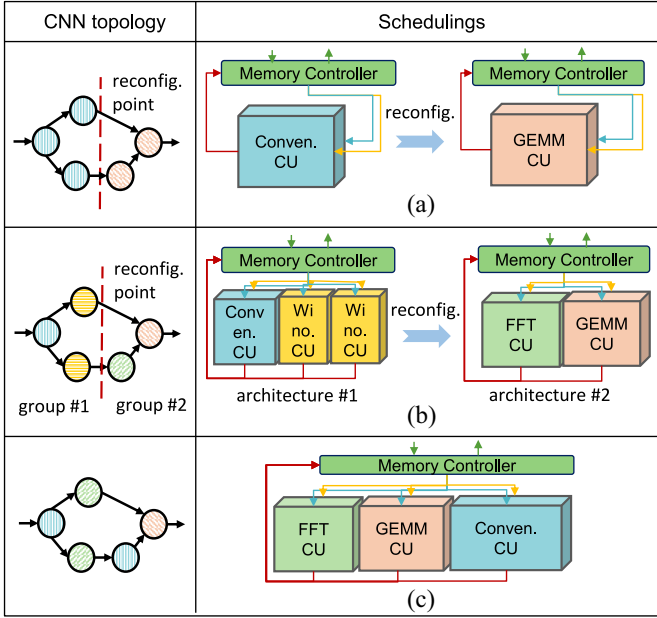 CNN topology
Schedulings
reconfig.
point
Memory Controller
Conven.
CU
reconfig.
Memory Controller
GEMM
CU
(a)
reconfig.
point
group #1
group #2
Memory Controller
Conv
en.
CU
Wi
no.
CU
Wi
no.
CU
architecture #1
reconfig.
Memory Controller
FFT
CU
GEMM
CU
architecture #2
(b)
Memory Controller
FFT
CU
GEMM
CU
Conven.
CU
(c)